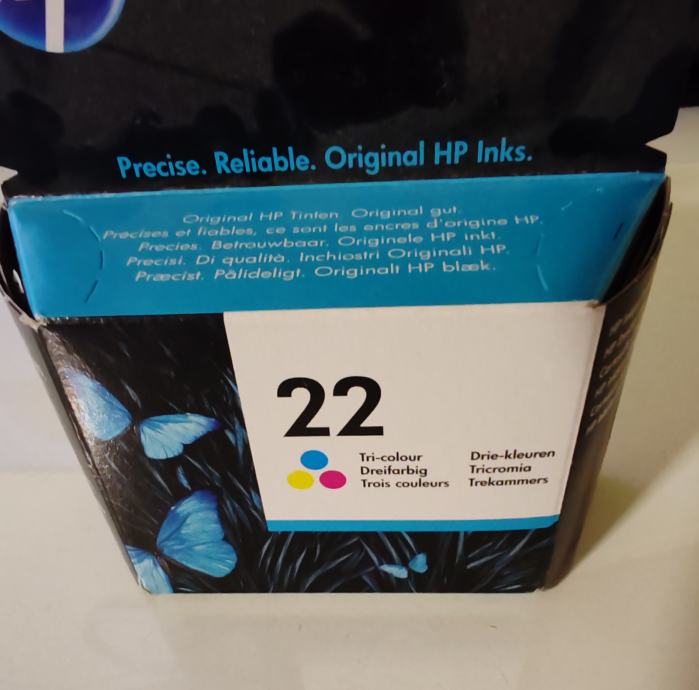 Precise. Reliable. Original HP Inks.
Original HP Tinten. Original gut.
Precises et fiables, ce sont les encres d'origine HP.
Precies. Betrouwbaar. Originele HP inkt.
Precisi. Di qualità. Inchiostri Originali HP.
Præcist. Pålideligt. Originalt HP blæk.
22
Tri-colour
Dreifarbig
Trois couleurs
Drie-kleuren
Tricromia
Trekammers